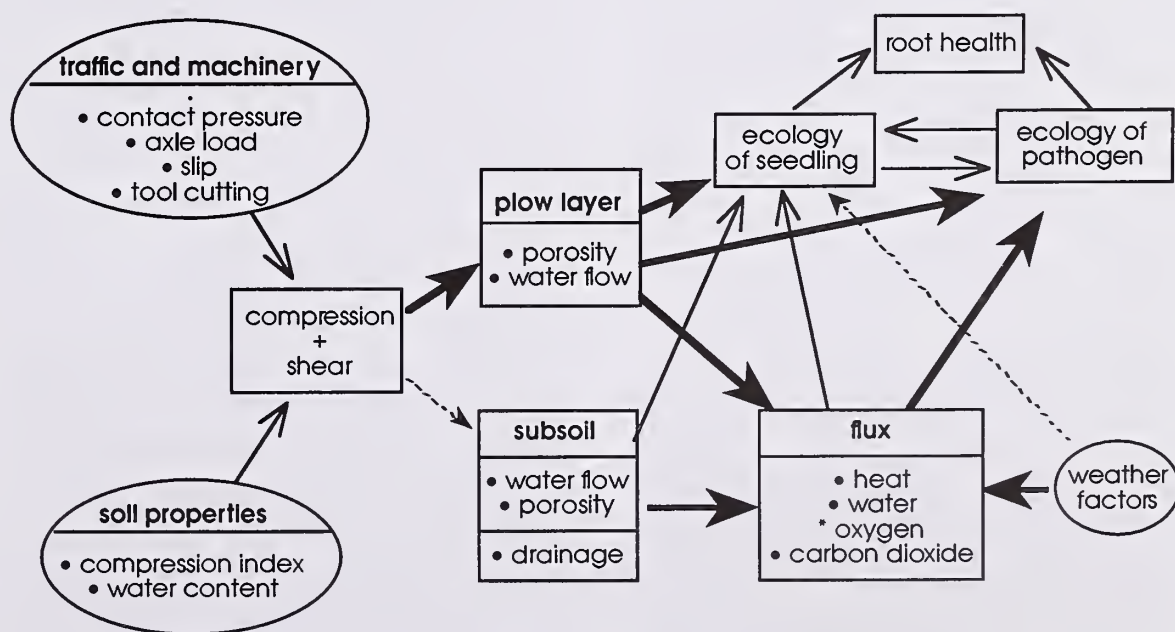 traffic and machinery
• contact pressure
• axle load
• slip
• tool cutting
root health
ecology
of seedling
ecology of
pathogen
plow layer
• porosity
• water flow
compression
+
shear
subsoil
• water flow
• porosity
• drainage
flux
• heat
• water
* oxygen
• carbon dioxide
weather
factors
soil properties
• compression index
• water content